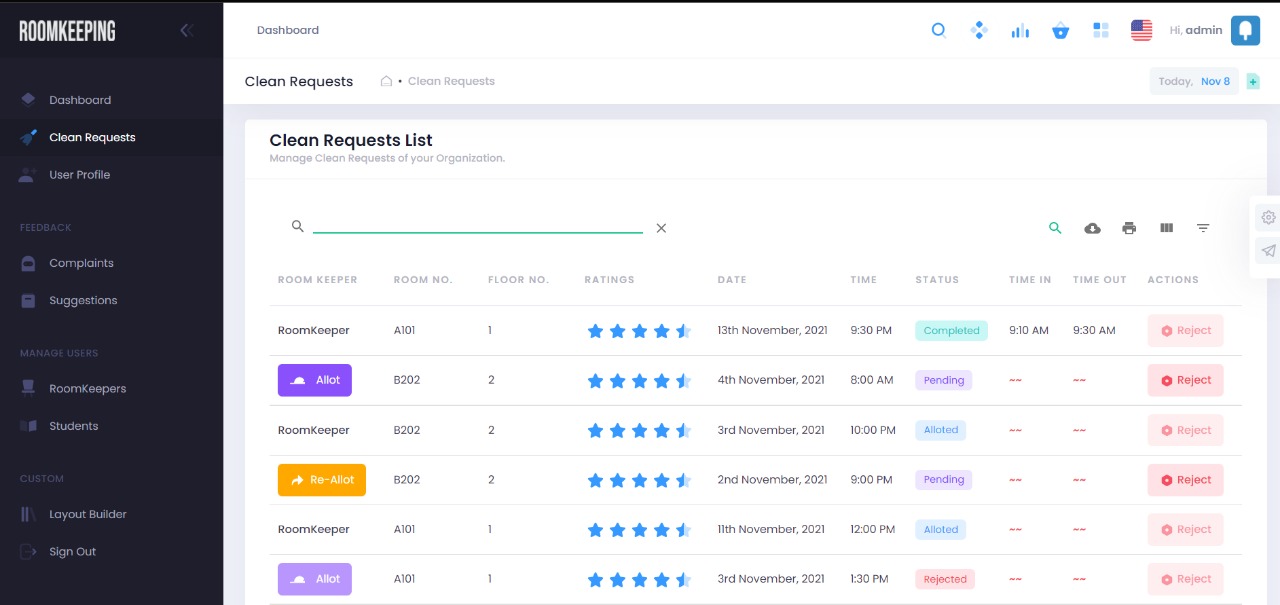 ROOMKEEPING
Dashboard
Hi, admin
Clean Requests
• Clean Requests
Today, Nov 8
Dashboard
Clean Requests
User Profile
FEEDBACK
Complaints
Suggestions
MANAGE USERS
RoomKeepers
Students
CUSTOM
Layout Builder
Sign Out
Clean Requests List
Manage Clean Requests of your Organization.
ROOM KEEPER ROOM NO. FLOOR NO. RATINGS DATE TIME STATUS TIME IN TIME OUT ACTIONS
RoomKeeper A101 1 13th November, 2021 9:30 PM Completed 9:10 AM 9:30 AM Reject
Allot B202 2 4th November, 2021 8:00 AM Pending ~~ ~~ Reject
RoomKeeper B202 2 3rd November, 2021 10:00 PM Alloted ~~ ~~ Reject
Re-Allot B202 2 2nd November, 2021 9:00 PM Pending ~~ ~~ Reject
RoomKeeper A101 1 11th November, 2021 12:00 PM Alloted ~~ ~~ Reject
Allot A101 1 3rd November, 2021 1:30 PM Rejected ~~ ~~ Reject